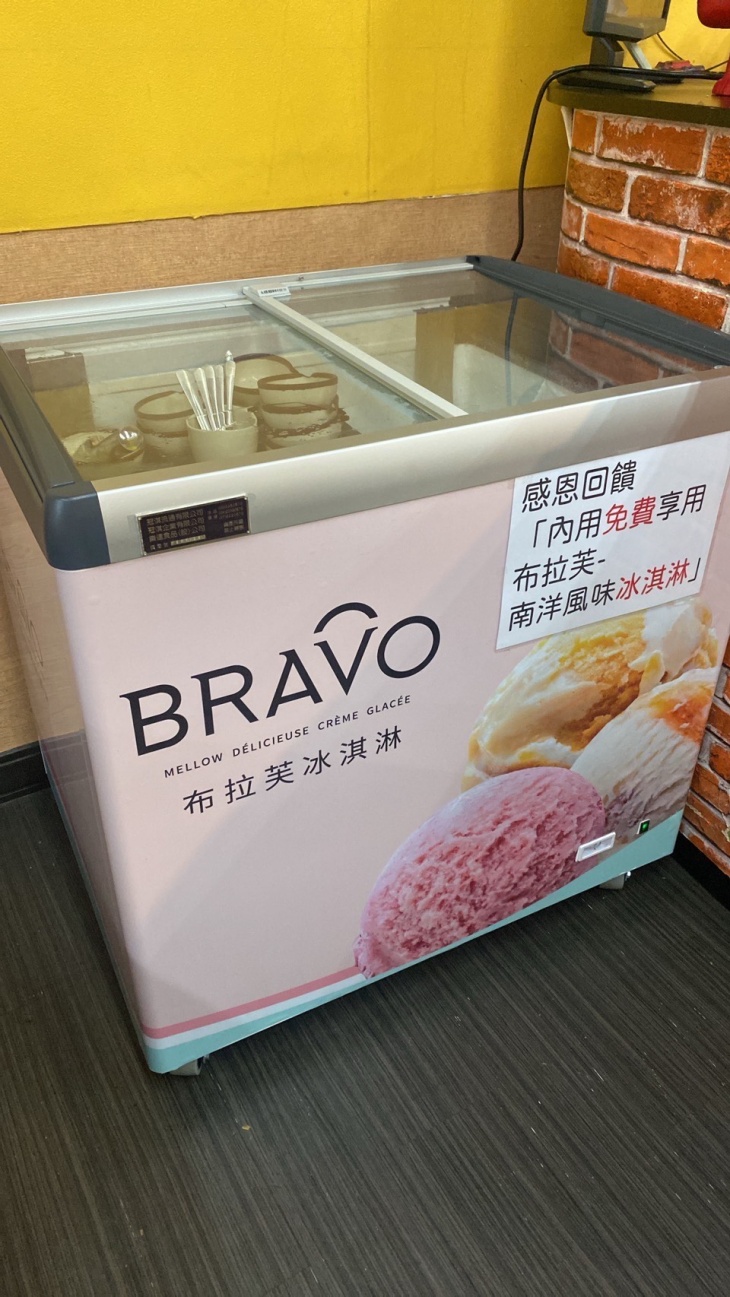 感恩回饋
「內用免費享用
布拉芙-
南洋風味冰淇淋」
BRAVO
MELLOW DÉLICIEUSE CRÈME GLACÉE
布拉芙冰淇淋